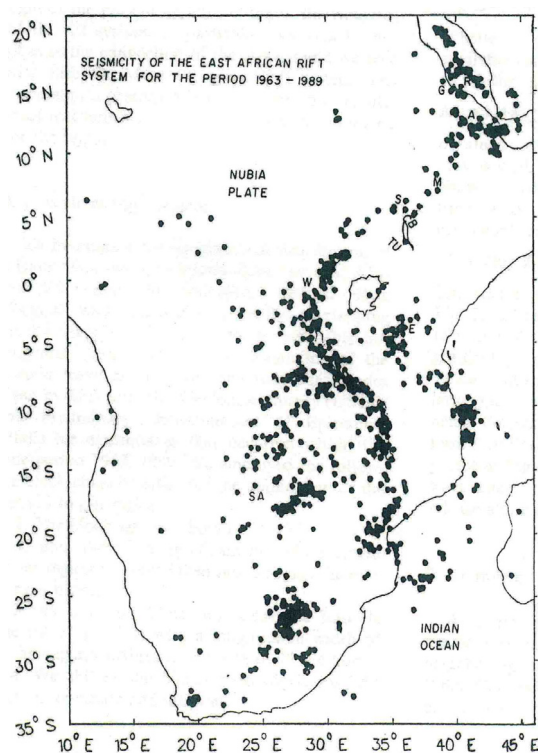 20° N
SEISMICITY OF THE EAST AFRICAN RIFT
SYSTEM FOR THE PERIOD 1963 - 1989
R
G
15° N
A
10° N
NUBIA
PLATE
M
S
5° N
B
TU
0°
W
E
5° S
10° S
15° S
SA
20° S
25° S
INDIAN
OCEAN
30° S
35° S
10° E 15° E 20° E 25° E 30° E 35° E 40° E 45° E